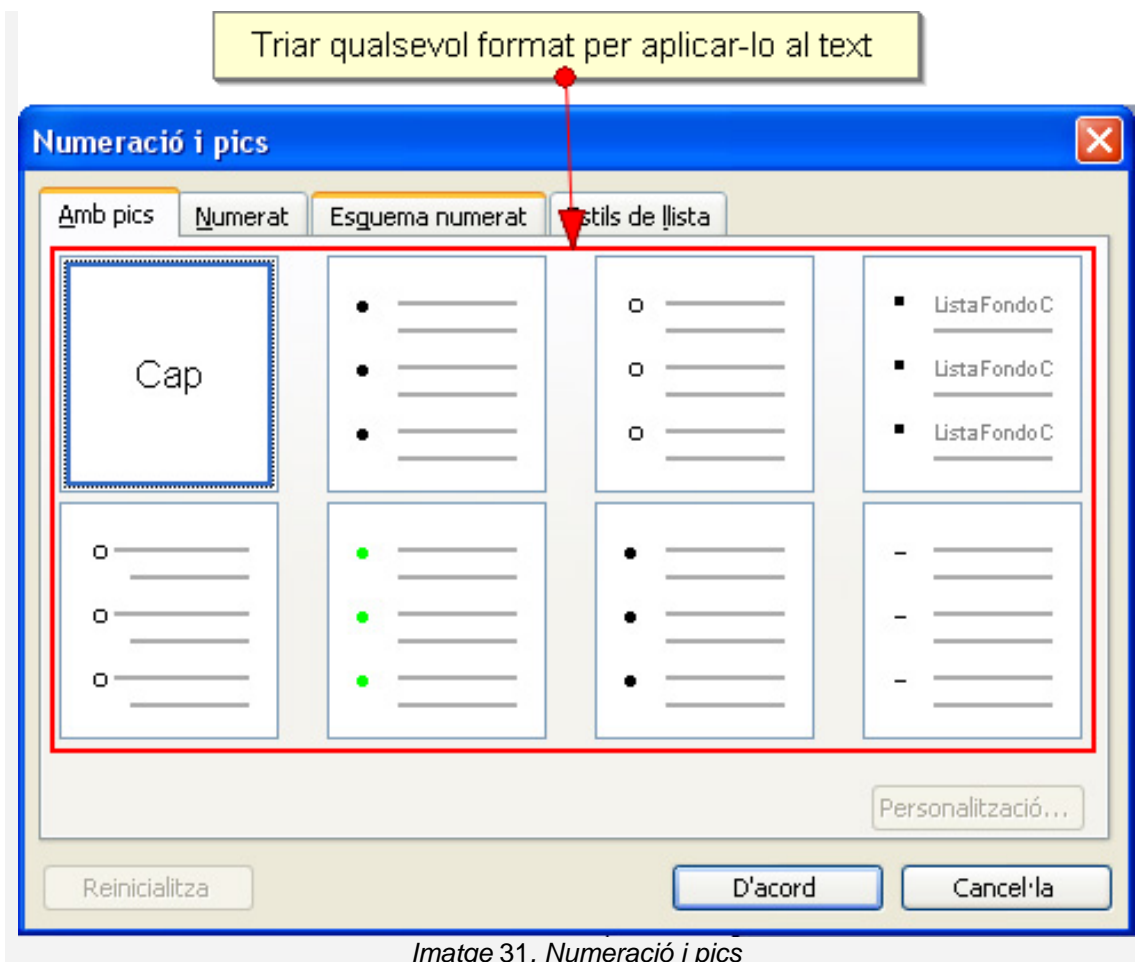 Triar qualsevol format per aplicar-lo al text
Numeració i pics
Amb pics Numerat Esquema numerat Estils de llista
Cap
ListaFondoC
ListaFondoC
ListaFondoC
Personalització...
Reinicialitza D'acord Cancel·la
Imatge 31. Numeració i pics